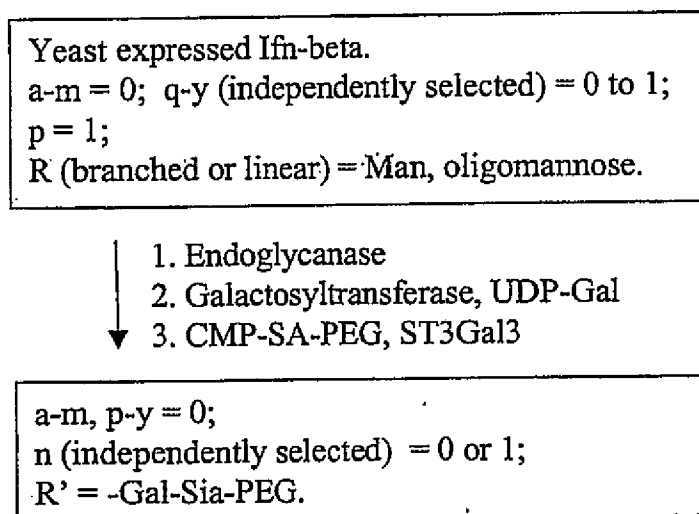 Yeast expressed Ifn-beta.
a-m = 0; q-y (independently selected) = 0 to 1;
p = 1;
R (branched or linear) = Man, oligomannose.
1. Endoglycanase
2. Galactosyltransferase, UDP-Gal
3. CMP-SA-PEG, ST3Gal3
a-m, p-y = 0;
n (independently selected) = 0 or 1;
R' = -Gal-Sia-PEG.